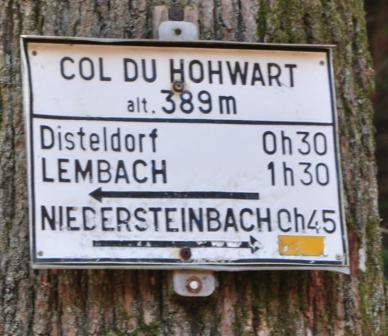 COL DU HOHWART
alt. 389 m
Disteldorf 0h30
LEMBACH 1h30
NIEDERSTEINBACH 0h45